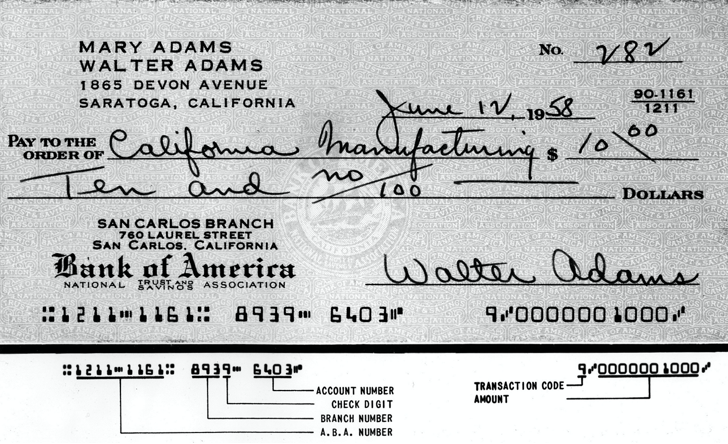 MARY ADAMS
WALTER ADAMS
1865 DEVON AVENUE
SARATOGA, CALIFORNIA
No. 282
June 12, 1958
90-1161
1211
PAY TO THE
ORDER OF California Manufacturing $ 10 00
Ten and no/100 DOLLARS
SAN CARLOS BRANCH
760 LAUREL STREET
SAN CARLOS, CALIFORNIA
Bank of America
NATIONAL TRUST AND SAVINGS ASSOCIATION
Walter Adams
⑆1211⑉1161⑆ 8939⑉ 6403⑈ 9⑇0000001000⑇
⑆1211⑉1161⑆ 8939⑉ 6403⑈ 9⑇0000001000⑇
ACCOUNT NUMBER
CHECK DIGIT
BRANCH NUMBER
A.B.A. NUMBER
TRANSACTION CODE
AMOUNT